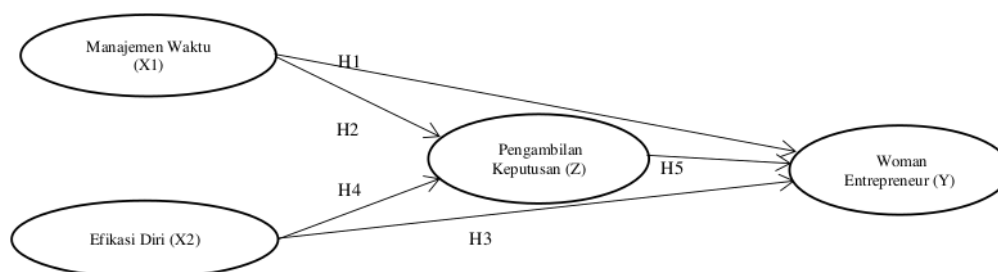 Manajemen Waktu
(X1)
H1
H2
Pengambilan
Keputusan (Z)
H5
Woman
Entrepreneur (Y)
H4
Efikasi Diri (X2)
H3